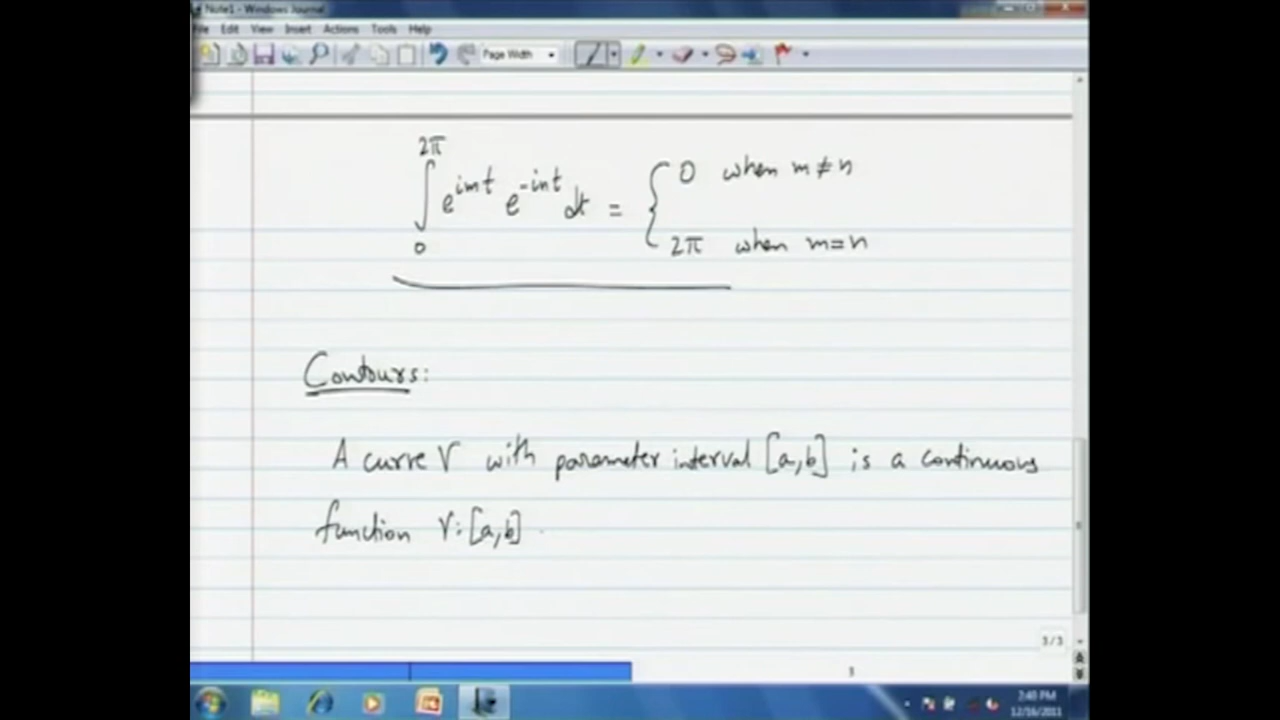 Note1 - Windows Journal
File Edit View Insert Actions Tools Help
Page Width
∫₀^{2π} e^{imt} e^{-int} dt = { 0 when m≠n
2π when m=n
Contours:
A curve γ with parameter interval [a,b] is a continuous
function γ:[a,b]
3/3
3
2:40 PM
12/16/2011